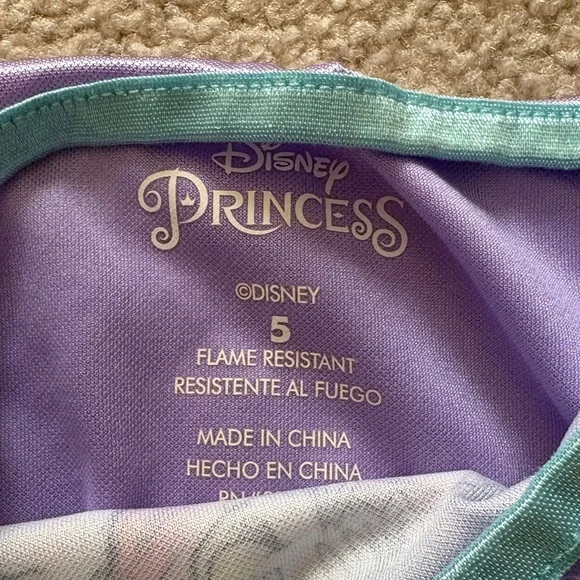 Disney
PRINCESS
©DISNEY
5
FLAME RESISTANT
RESISTENTE AL FUEGO
MADE IN CHINA
HECHO EN CHINA